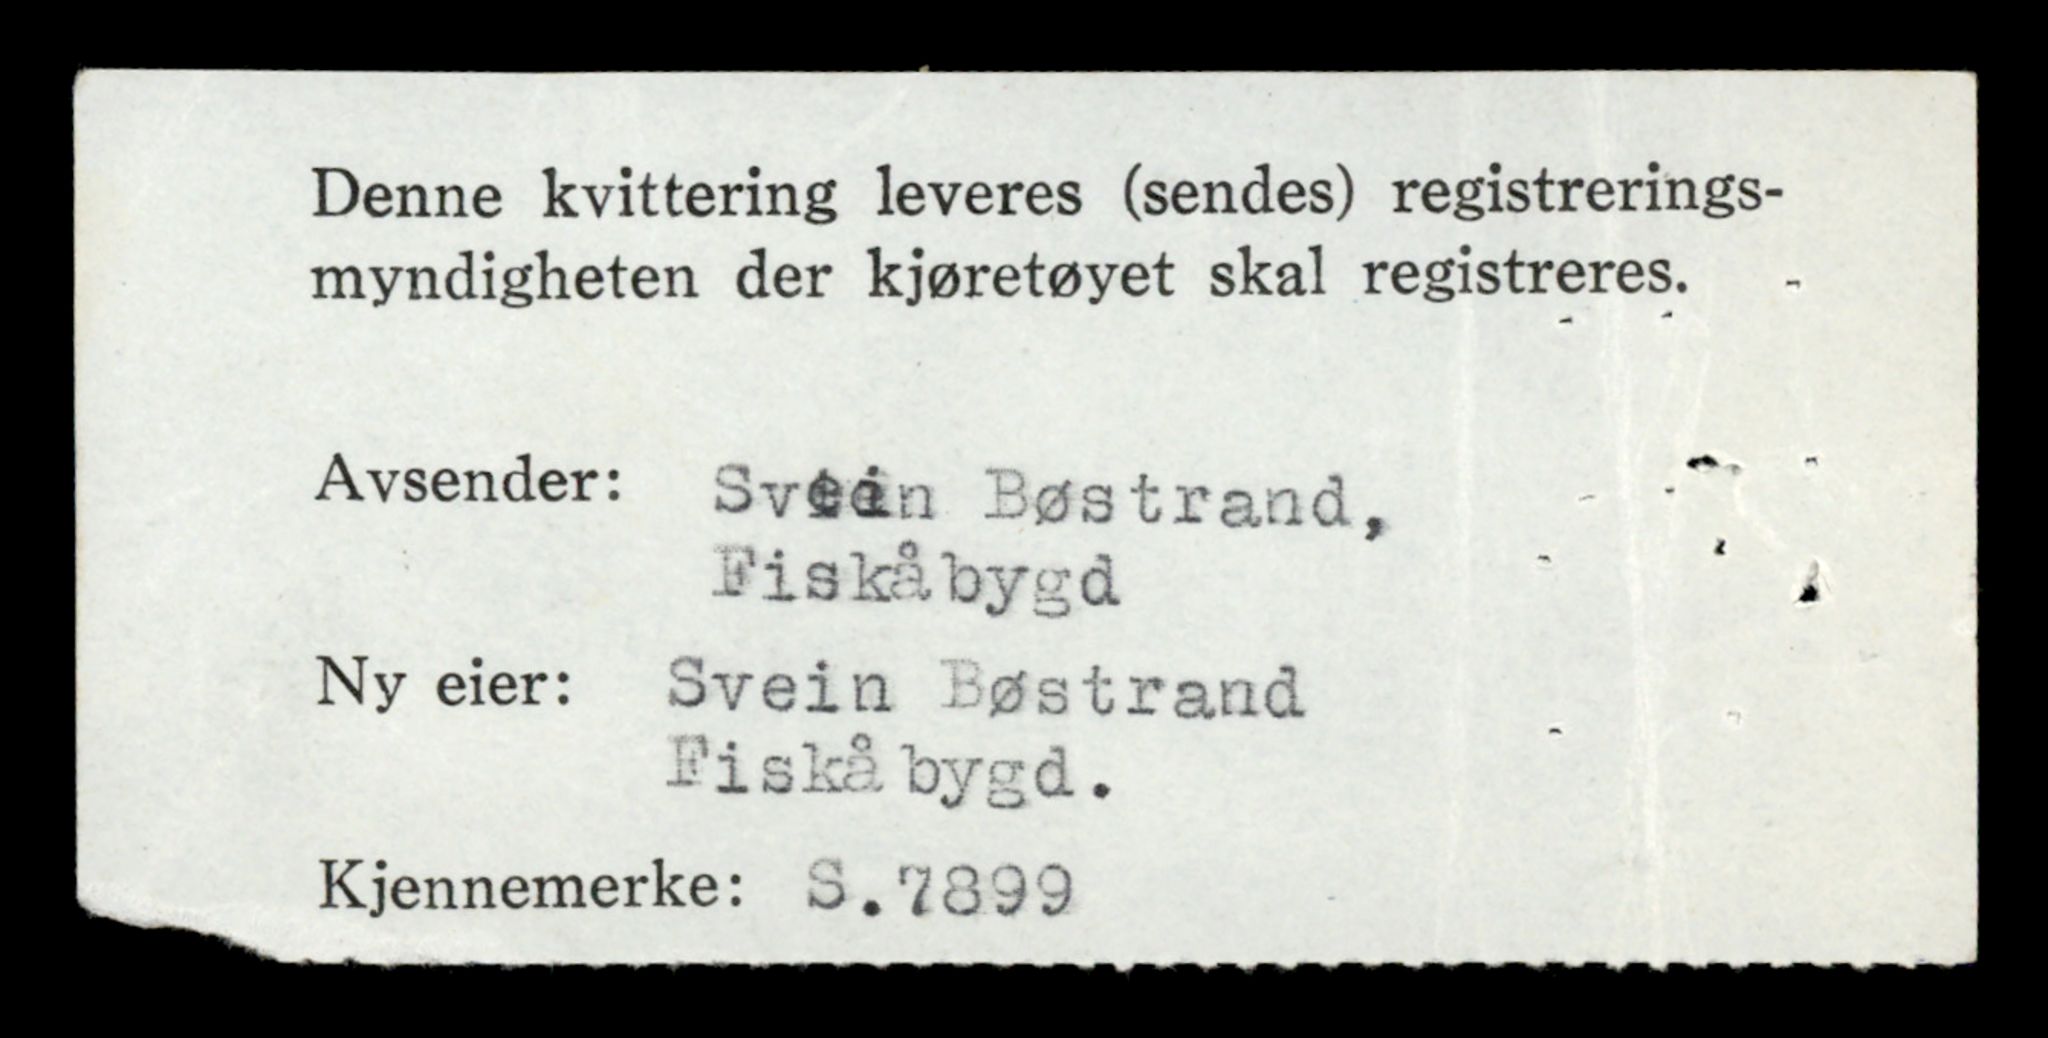 Denne kvittering leveres (sendes) registrerings-
myndigheten der kjøretøyet skal registreres.
Avsender: Svein Bøstrand,
Fiskåbygd
Ny eier: Svein Bøstrand
Fiskåbygd.
Kjennemerke: S.7899